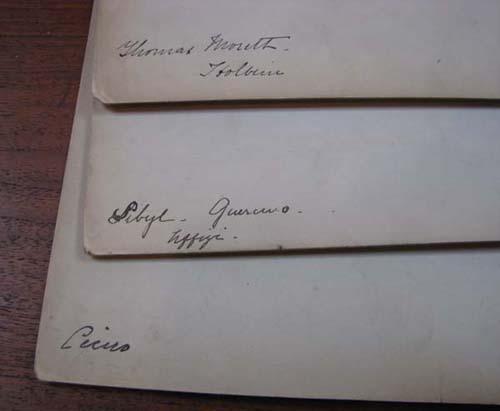 Thomas Morett.
Holbein
Sibyl - Guercino.
Uffizi.
Cicero